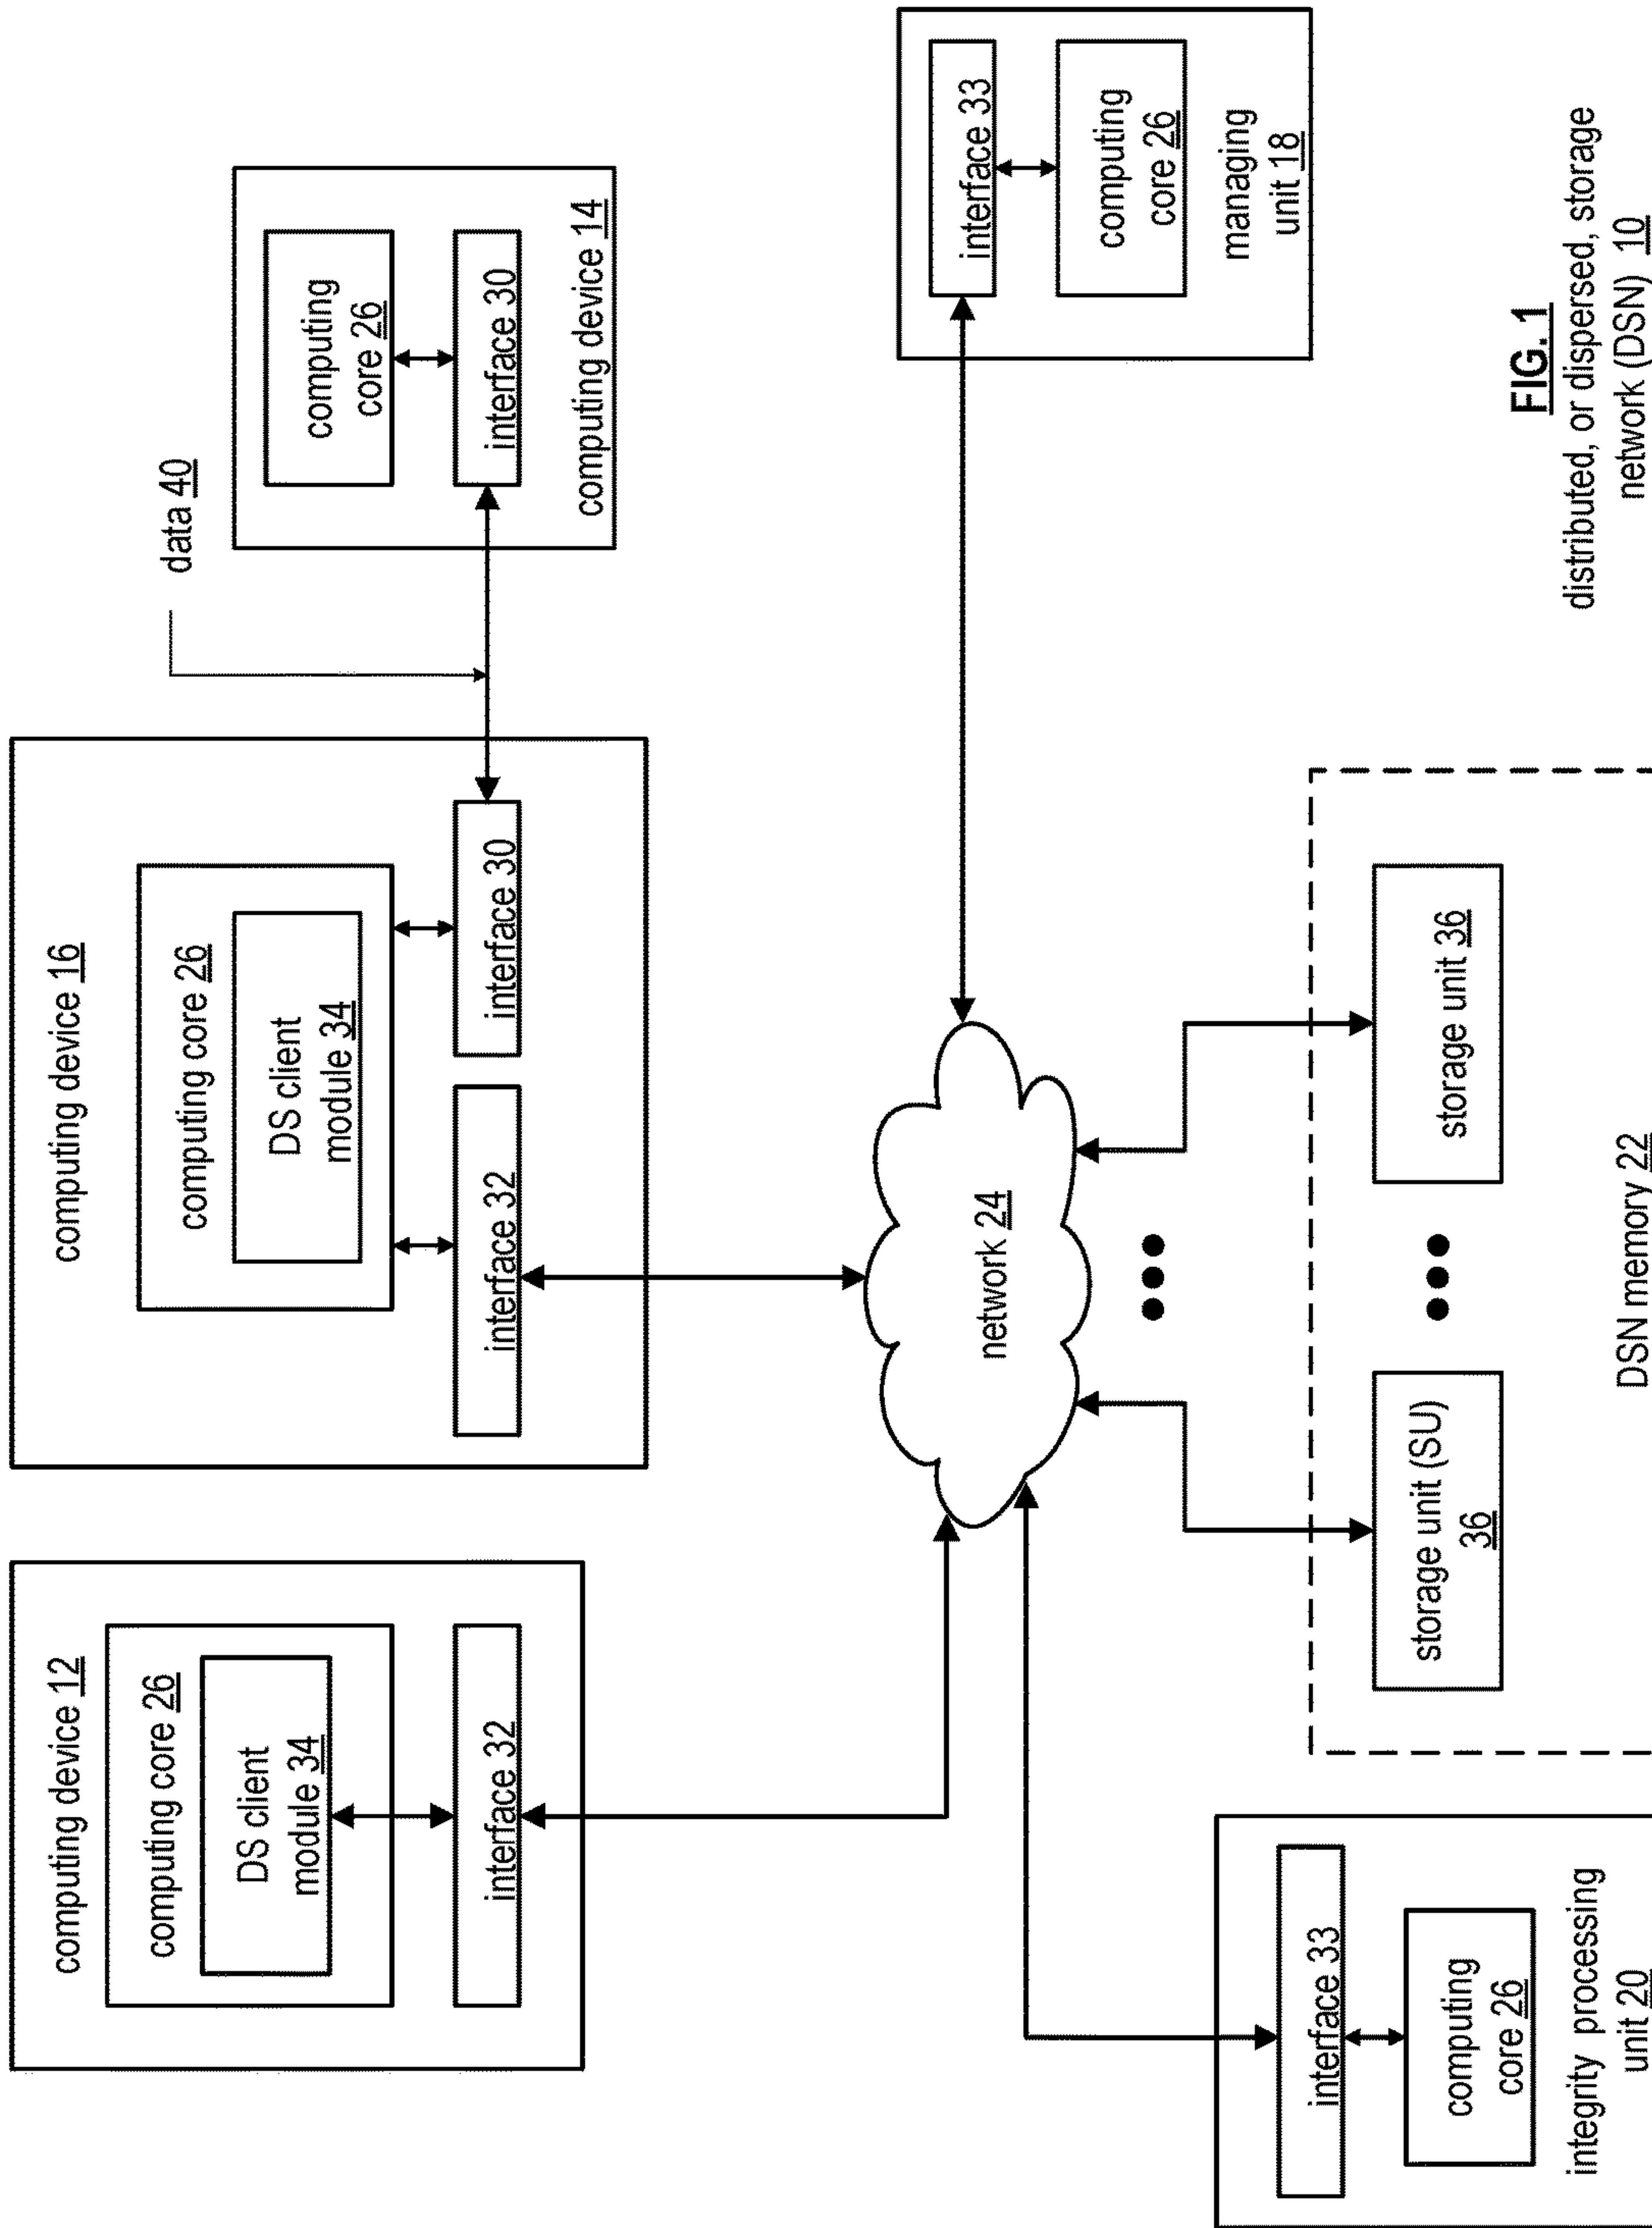 computing device 12
computing core 26
DS client
module 34
interface 32
computing device 16
computing core 26
DS client
module 34
interface 32
interface 30
data 40
computing
core 26
interface 30
computing device 14
network 24
interface 33
computing
core 26
managing
unit 18
interface 33
computing
core 26
integrity processing
unit 20
storage unit (SU)
36
storage unit 36
DSN memory 22
FIG. 1
distributed, or dispersed, storage
network (DSN) 10